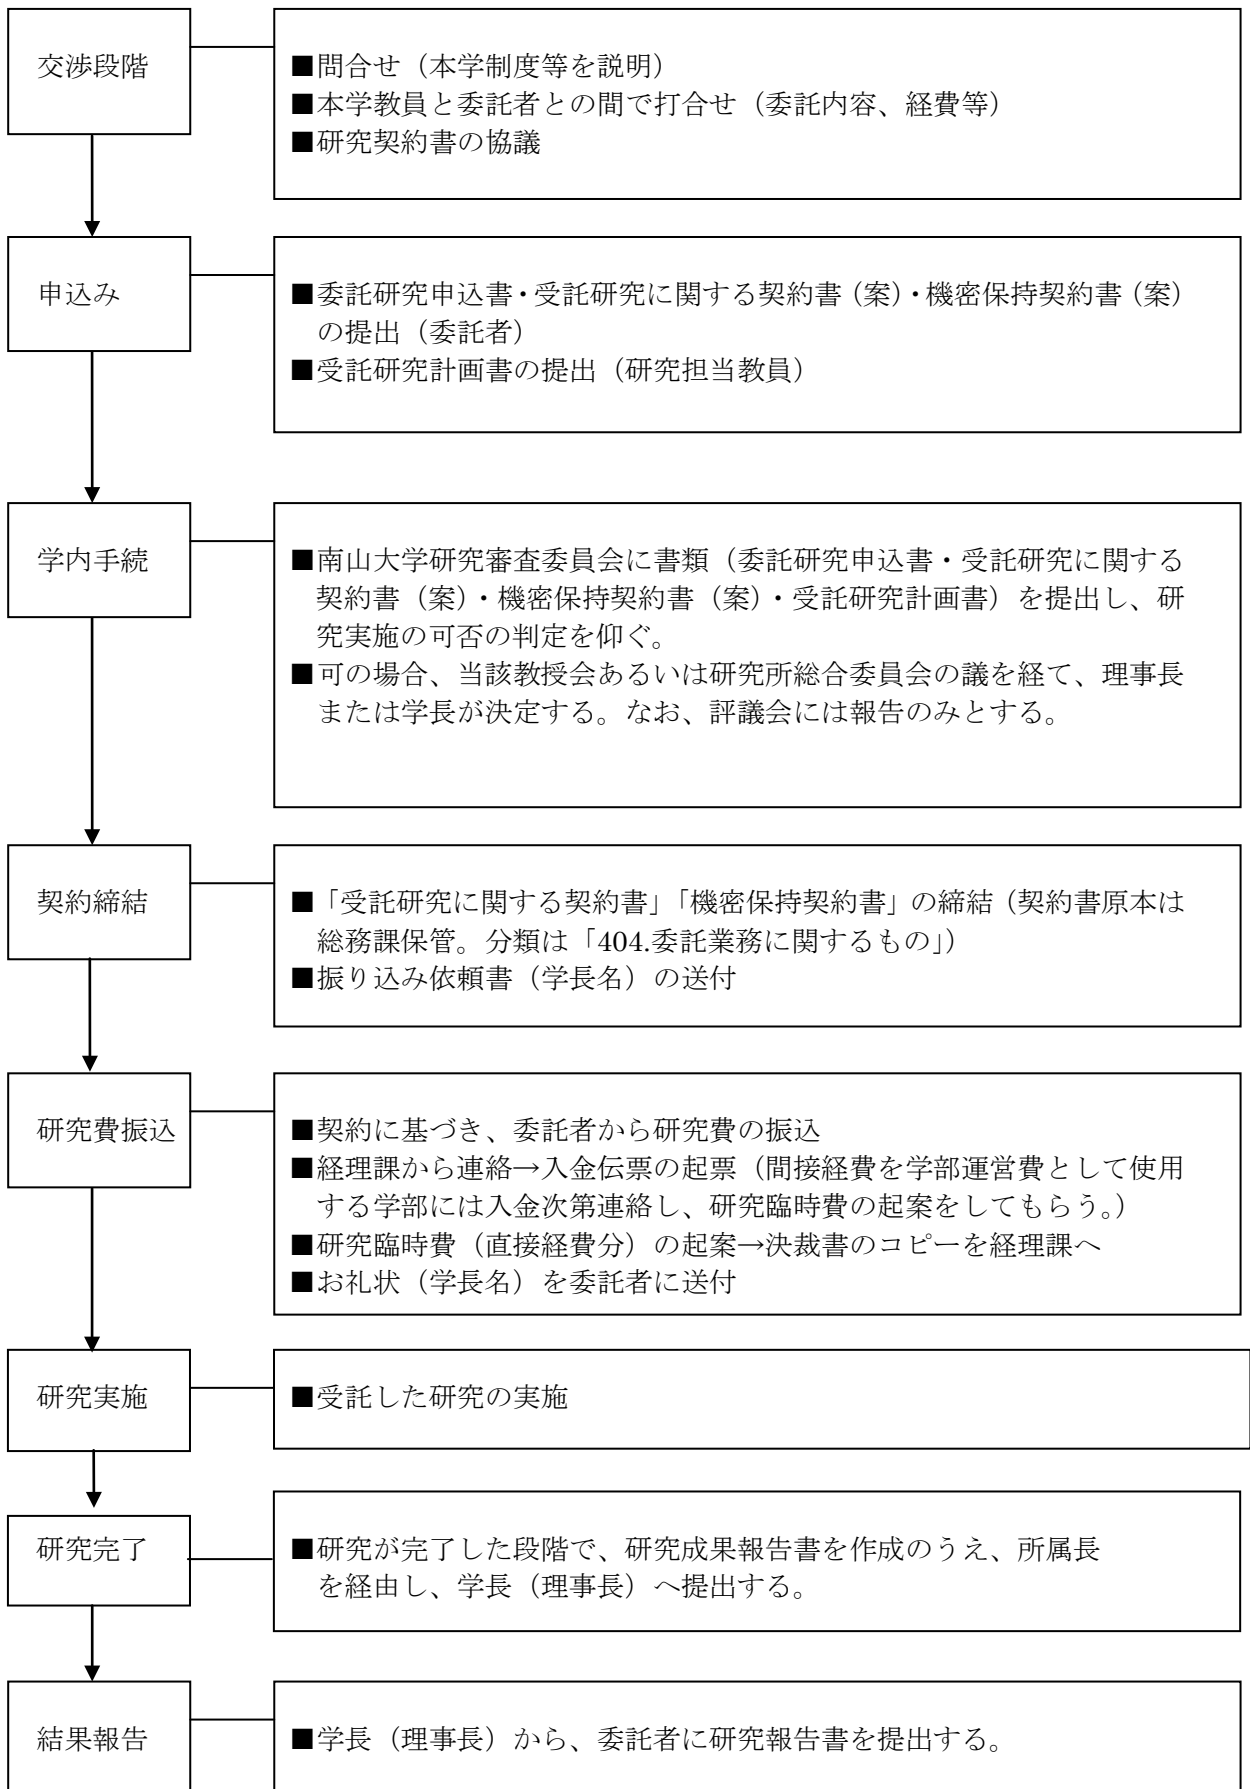 交渉段階
■問合せ（本学制度等を説明）
■本学教員と委託者との間で打合せ（委託内容、経費等）
■研究契約書の協議
申込み
■委託研究申込書・受託研究に関する契約書（案）・機密保持契約書（案）
の提出（委託者）
■受託研究計画書の提出（研究担当教員）
学内手続
■南山大学研究審査委員会に書類（委託研究申込書・受託研究に関する
契約書（案）・機密保持契約書（案）・受託研究計画書）を提出し、研
究実施の可否の判定を仰ぐ。
■可の場合、当該教授会あるいは研究所総合委員会の議を経て、理事長
または学長が決定する。なお、評議会には報告のみとする。
契約締結
■「受託研究に関する契約書」「機密保持契約書」の締結（契約書原本は
総務課保管。分類は「404.委託業務に関するもの」）
■振り込み依頼書（学長名）の送付
研究費振込
■契約に基づき、委託者から研究費の振込
■経理課から連絡→入金伝票の起票（間接経費を学部運営費として使用
する学部には入金次第連絡し、研究臨時費の起案をしてもらう。）
■研究臨時費（直接経費分）の起案→決裁書のコピーを経理課へ
■お礼状（学長名）を委託者に送付
研究実施
■受託した研究の実施
研究完了
■研究が完了した段階で、研究成果報告書を作成のうえ、所属長
を経由し、学長（理事長）へ提出する。
結果報告
■学長（理事長）から、委託者に研究報告書を提出する。